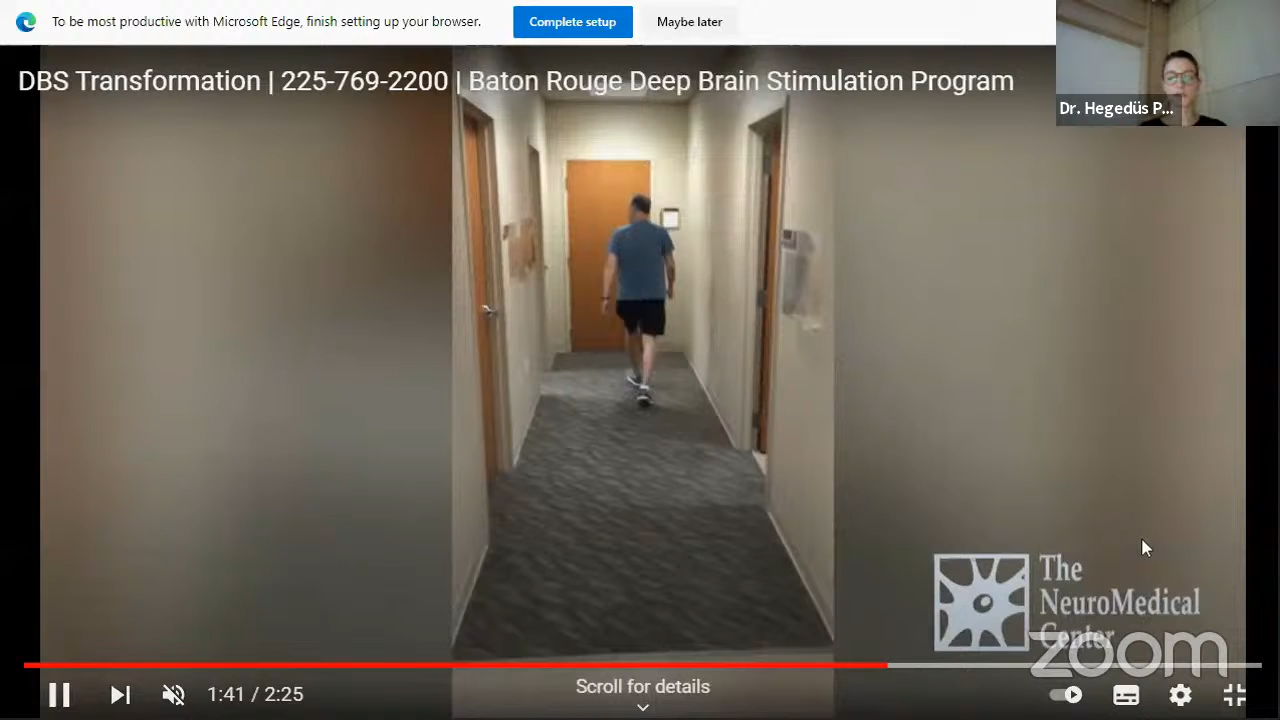 To be most productive with Microsoft Edge, finish setting up your browser.
Complete setup
Maybe later
DBS Transformation | 225-769-2200 | Baton Rouge Deep Brain Stimulation Program
Dr. Hegedüs P...
The
NeuroMedical
Center
zoom
1:41 / 2:25
Scroll for details